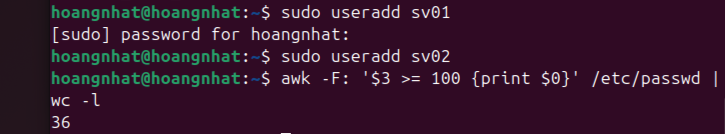 hoangnhat@hoangnhat:~$ sudo useradd sv01
[sudo] password for hoangnhat:
hoangnhat@hoangnhat:~$ sudo useradd sv02
hoangnhat@hoangnhat:~$ awk -F: '$3 >= 100 {print $0}' /etc/passwd |
wc -l
36